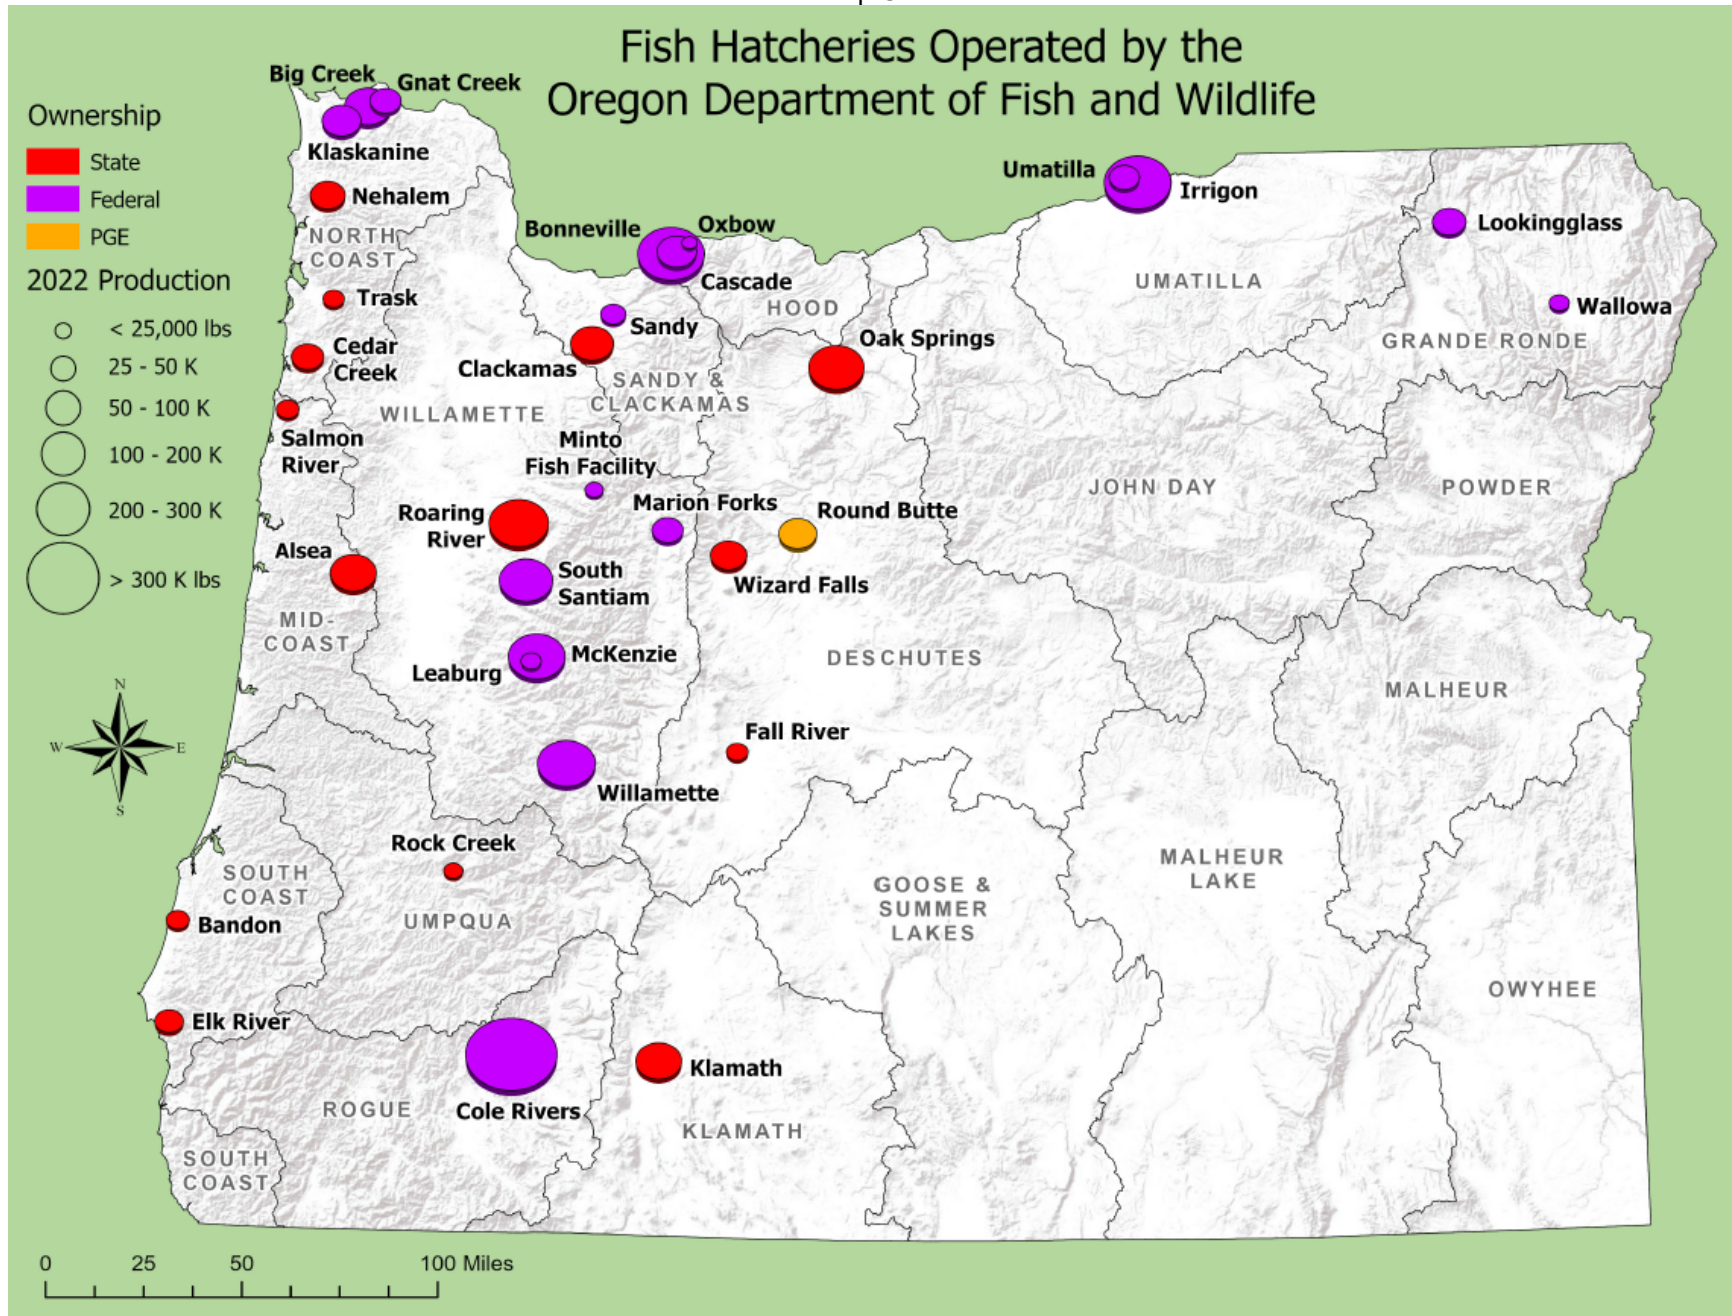 Fish Hatcheries Operated by the
Oregon Department of Fish and Wildlife
Ownership
State
Federal
PGE
2022 Production
< 25,000 lbs
25 - 50 K
50 - 100 K
100 - 200 K
200 - 300 K
> 300 K lbs
Big Creek
Gnat Creek
Klaskanine
Nehalem
NORTH
COAST
Trask
Cedar
Creek
Salmon
River
WILLAMETTE
Umatilla
Irrigon
Bonneville
Oxbow
Cascade
HOOD
Sandy
Clackamas
SANDY &
CLACKAMAS
Oak Springs
UMATILLA
Lookingglass
Wallowa
GRANDE RONDE
Minto
Fish Facility
Marion Forks
Round Butte
Roaring
River
Alsea
South
Santiam
Wizard Falls
JOHN DAY
POWDER
MID-
COAST
McKenzie
Leaburg
DESCHUTES
MALHEUR
N
W
E
S
Fall River
Willamette
Rock Creek
SOUTH
COAST
UMPQUA
Bandon
GOOSE &
SUMMER
LAKES
MALHEUR
LAKE
OWYHEE
Elk River
Klamath
Cole Rivers
ROGUE
KLAMATH
SOUTH
COAST
0 25 50 100 Miles